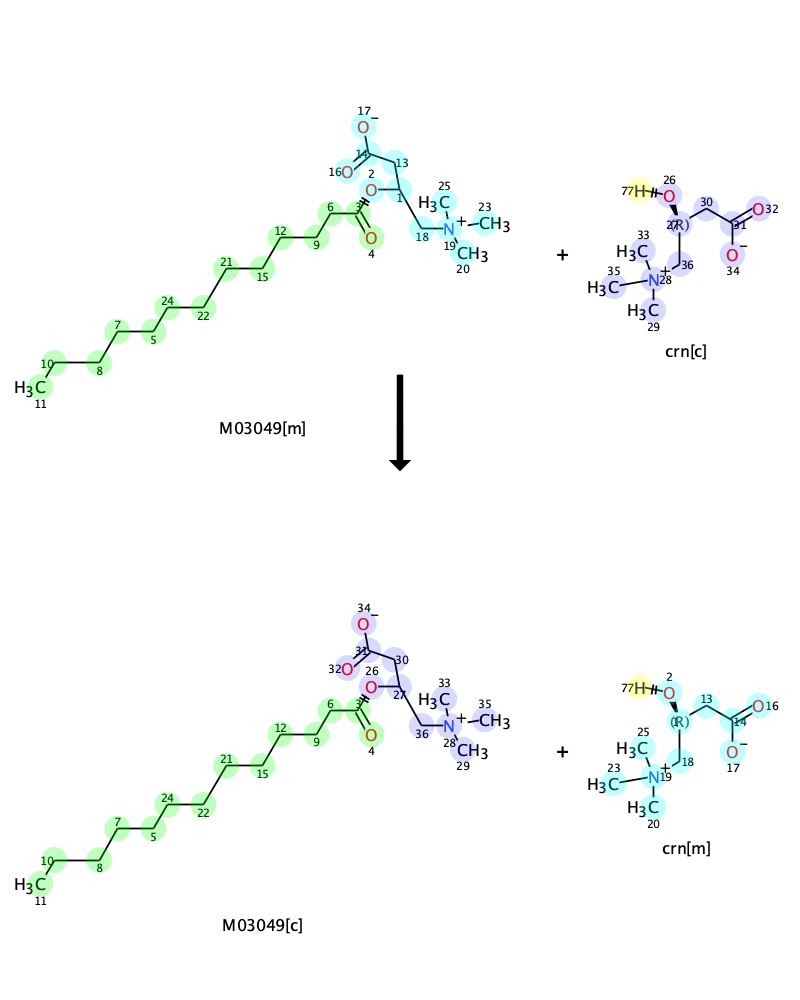 17
O−
14
13
16 O
2
O
1
25
H3C
23
CH3
N+
19
18
CH3
20
6
3
O
4
12
9
21
15
24
22
7
5
10
8
H3C
11
M03049[m]
+
77 H
26
O
30
27 (R)
31
O 32
O−
34
33
H3C
36
35
H3C
N+
28
H3C
29
crn[c]
34
O−
31
30
32 O
26
O
27
33
H3C
35
CH3
N+
28
36
CH3
29
6
3
O
4
12
9
21
15
24
22
7
5
10
8
H3C
11
M03049[c]
+
77 H
2
O
13
(R)
14
O 16
O−
17
25
H3C
18
23
H3C
N+
19
H3C
20
crn[m]